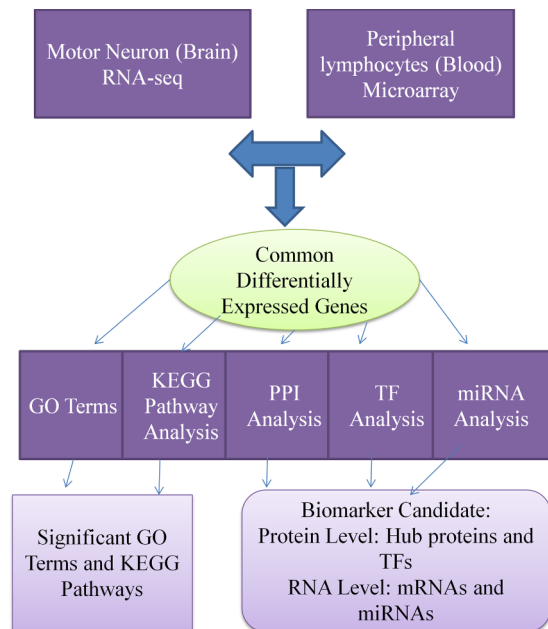 Motor Neuron (Brain)
RNA-seq
Peripheral
lymphocytes (Blood)
Microarray
Common
Differentially
Expressed Genes
GO Terms
KEGG
Pathway
Analysis
PPI
Analysis
TF
Analysis
miRNA
Analysis
Significant GO
Terms and KEGG
Pathways
Biomarker Candidate:
Protein Level: Hub proteins and
TFs
RNA Level: mRNAs and
miRNAs